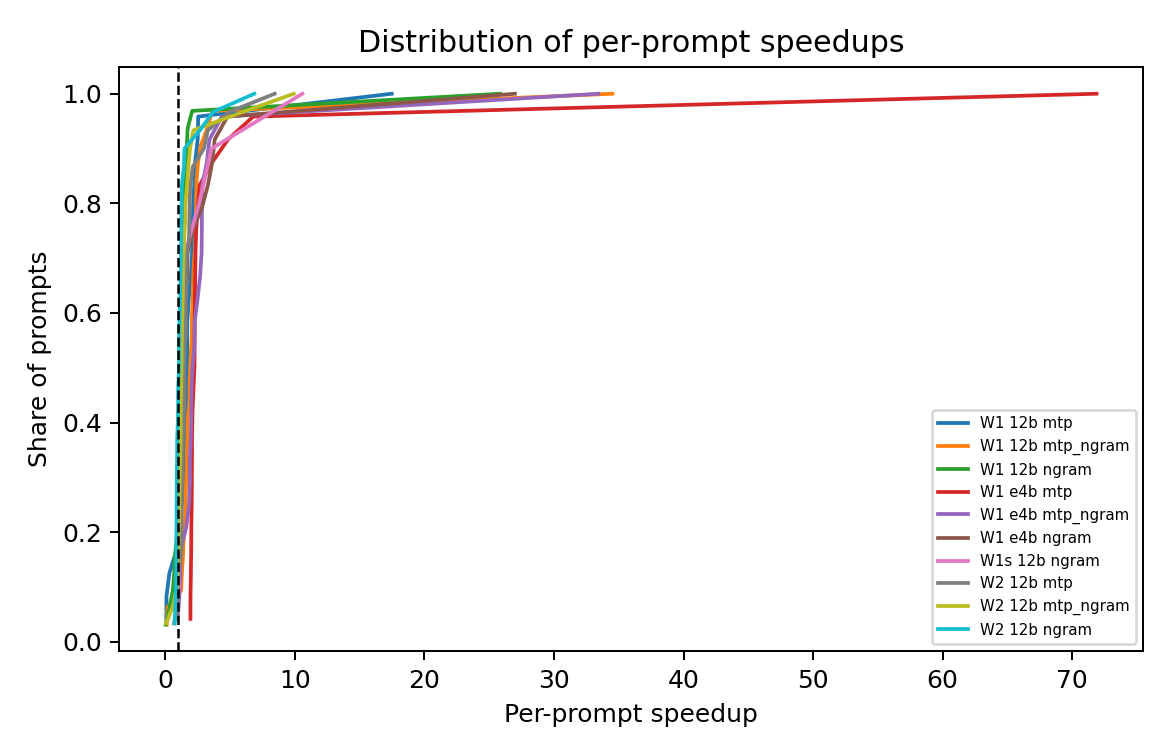 Distribution of per-prompt speedups
1.0
0.8
0.6
0.4
0.2
0.0
Share of prompts
W1 12b mtp
W1 12b mtp_ngram
W1 12b ngram
W1 e4b mtp
W1 e4b mtp_ngram
W1 e4b ngram
W1s 12b ngram
W2 12b mtp
W2 12b mtp_ngram
W2 12b ngram
0 10 20 30 40 50 60 70
Per-prompt speedup